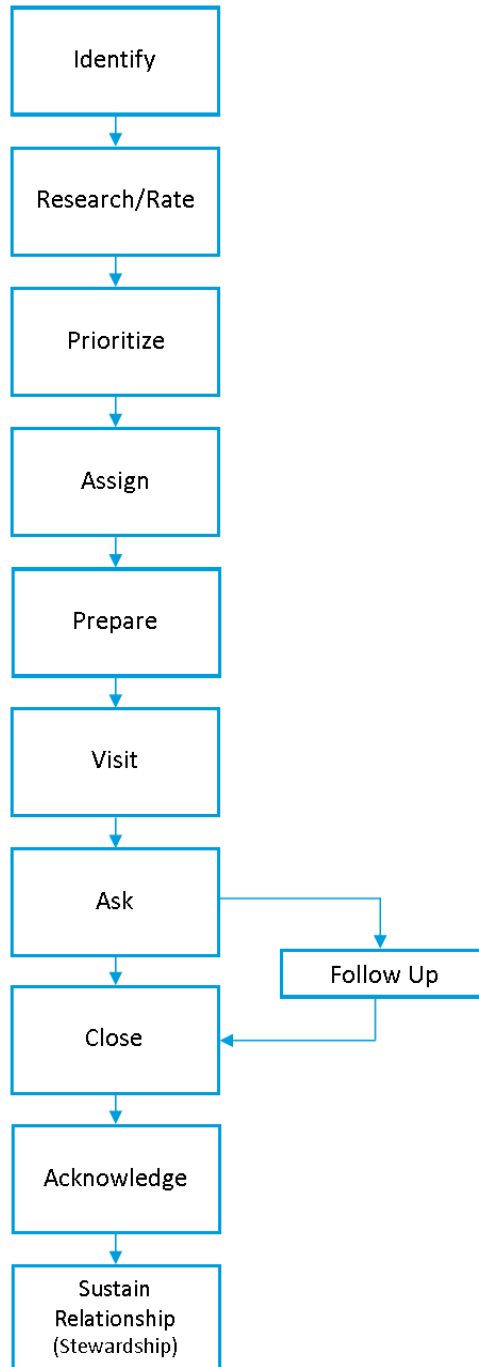 Identify
Research/Rate
Prioritize
Assign
Prepare
Visit
Ask
Follow Up
Close
Acknowledge
Sustain
Relationship
(Stewardship)